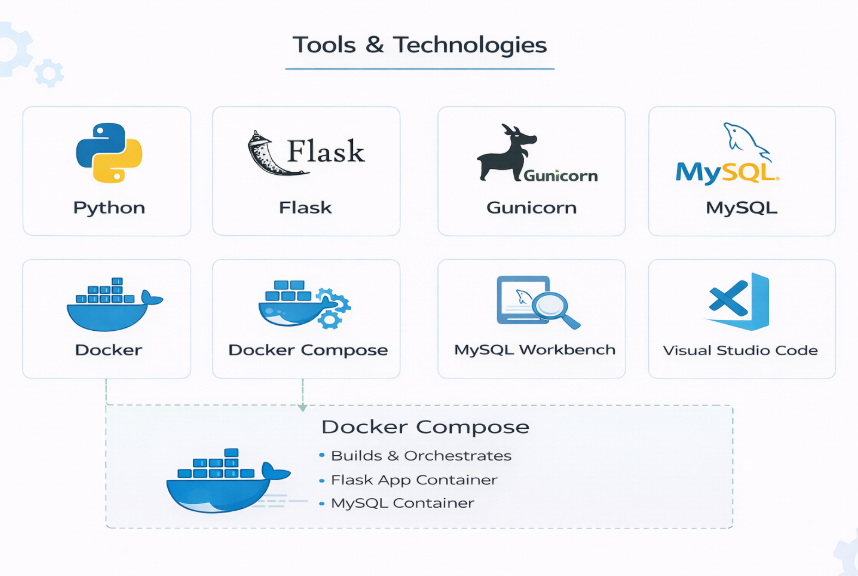 Tools & Technologies
Flask
Gunicorn
MySQL
Python
Flask
Gunicorn
MySQL
Docker
Docker Compose
MySQL Workbench
Visual Studio Code
Docker Compose
• Builds & Orchestrates
• Flask App Container
• MySQL Container